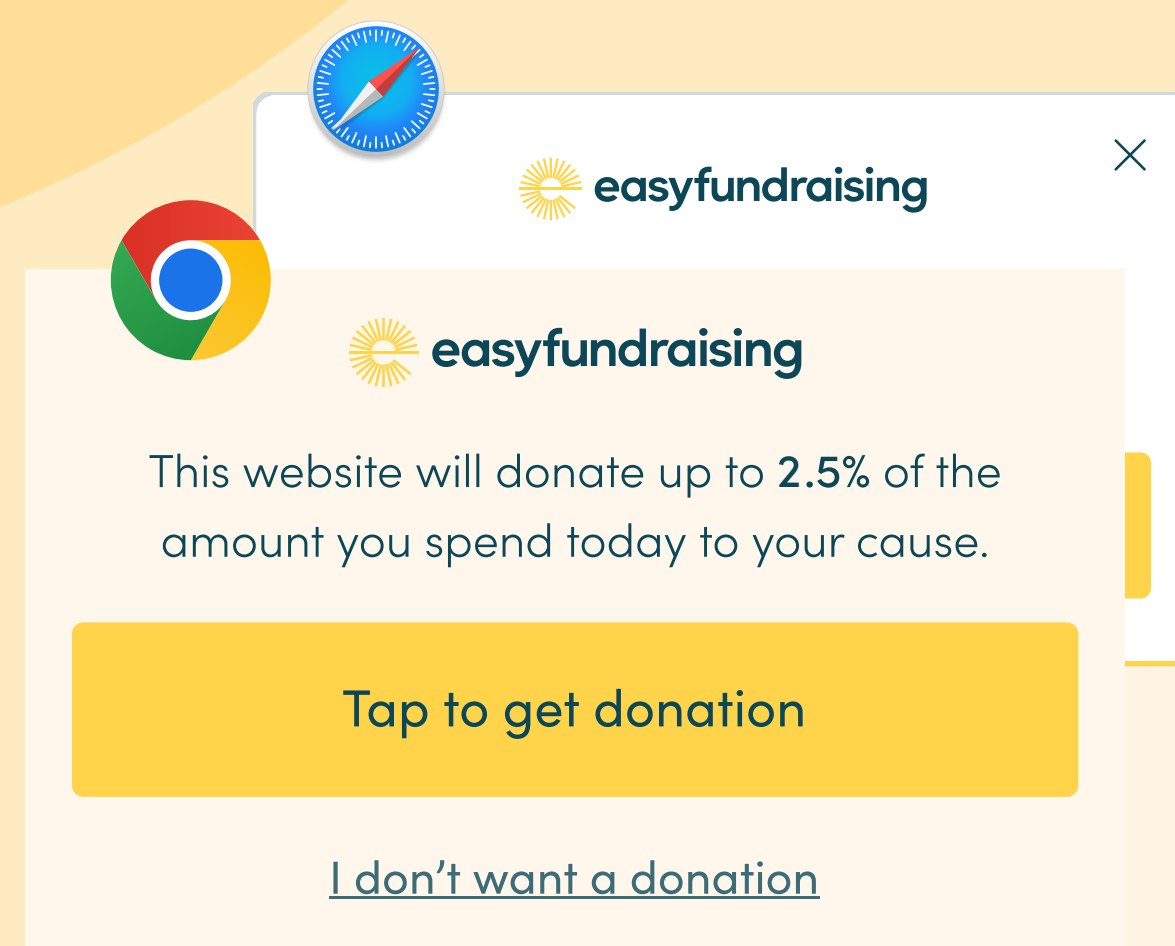 easyfundraising
easyfundraising
This website will donate up to 2.5% of the
amount you spend today to your cause.
Tap to get donation
I don’t want a donation